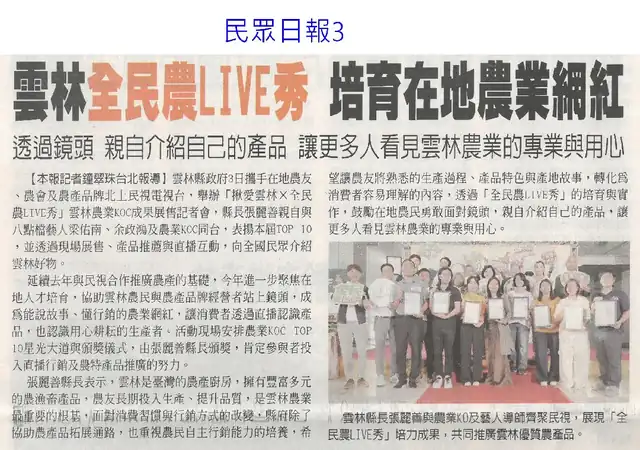 民眾日報3
雲林全民農LIVE秀 培育在地農業網紅
透過鏡頭 親自介紹自己的產品 讓更多人看見雲林農業的專業與用心
【本報記者鐘翠珠台北報導】雲林縣政府3日攜手在地農友
、農會及農產品牌北上民視電視台,舉辦「揪愛雲林X全民
農LIVE秀」雲林農業KOC成果展售記者會,縣長張麗善親自與
八點檔藝人梁佑南、余政鴻及農業KOC同台,表揚本屆TOP 10
,並透過現場展售、產品推薦與直播互動,向全國民眾介紹
雲林好物。
延續去年與民視合作推廣農產的基礎,今年進一步聚焦在
地人才培育,協助雲林農民與農產品牌經營者站上鏡頭,成
為能說故事、懂行銷的農業網紅,讓消費者透過直播認識產
品,也認識用心耕耘的生產者。活動現場安排農業KOC TOP
10星光大道與頒獎儀式,由張麗善縣長頒獎,肯定參與者投
入直播行銷及農特產品推廣的努力。
張麗善縣長表示,雲林是臺灣的農產廚房,擁有豐富多元
的農漁畜產品,農友長期投入生產、提升品質,是雲林農業
最重要的根基,面對消費習慣與行銷方式的改變,縣府除了
協助農產品拓展通路,也重視農民自主行銷能力的培養,希
望讓農友將熟悉的生產過程、產品特色與產地故事,轉化為
消費者容易理解的內容,透過「全民農LIVE秀」的培育與實
作,鼓勵在地農民勇敢面對鏡頭,親自介紹自己的產品,讓
更多人看見雲林農業的專業與用心。
雲林縣長張麗善與農業KO及藝人導師齊聚民視,展現「全
民農LIVE秀」培力成果,共同推廣雲林優質農產品。